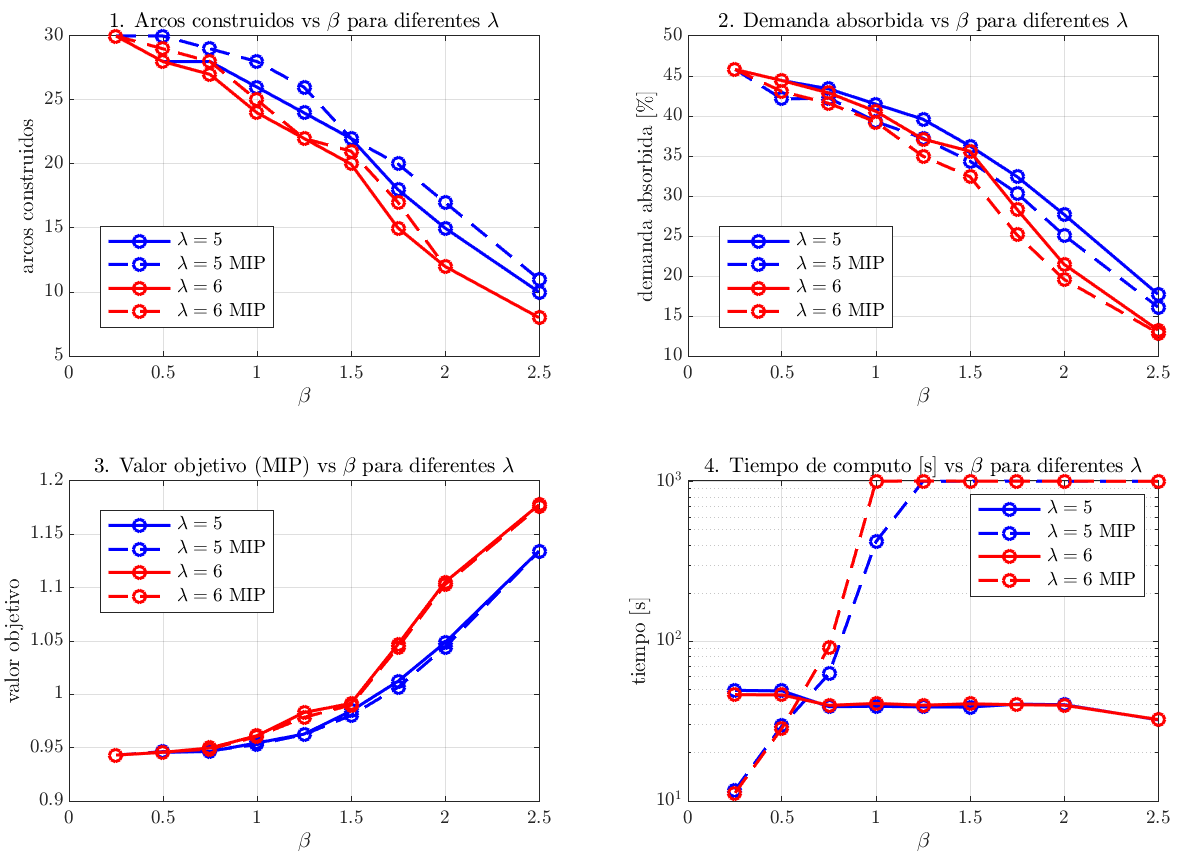 1. Arcos construidos vs β para diferentes λ
30
25
20
15
10
5
0 0.5 1 1.5 2 2.5
arcos construidos
β
λ = 5
λ = 5 MIP
λ = 6
λ = 6 MIP
2. Demanda absorbida vs β para diferentes λ
50
45
40
35
30
25
20
15
10
0 0.5 1 1.5 2 2.5
demanda absorbida [%]
β
λ = 5
λ = 5 MIP
λ = 6
λ = 6 MIP
3. Valor objetivo (MIP) vs β para diferentes λ
1.2
1.15
1.1
1.05
1
0.95
0.9
0 0.5 1 1.5 2 2.5
valor objetivo
β
λ = 5
λ = 5 MIP
λ = 6
λ = 6 MIP
4. Tiempo de computo [s] vs β para diferentes λ
10³
10²
10¹
0 0.5 1 1.5 2 2.5
tiempo [s]
β
λ = 5
λ = 5 MIP
λ = 6
λ = 6 MIP